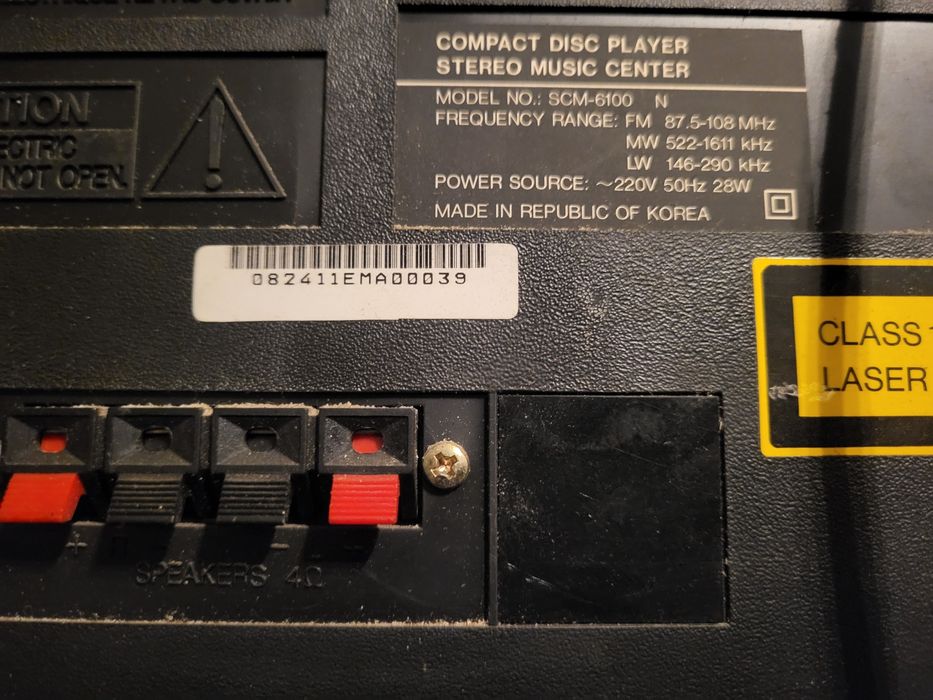 COMPACT DISC PLAYER
STEREO MUSIC CENTER
MODEL NO.: SCM-6100 N
FREQUENCY RANGE: FM 87.5-108 MHz
MW 522-1611 kHz
LW 146-290 kHz
POWER SOURCE: ~220V 50Hz 28W
MADE IN REPUBLIC OF KOREA
NOT OPEN.
082411EMA00039
CLASS 1
LASER
+ -
SPEAKERS 4Ω